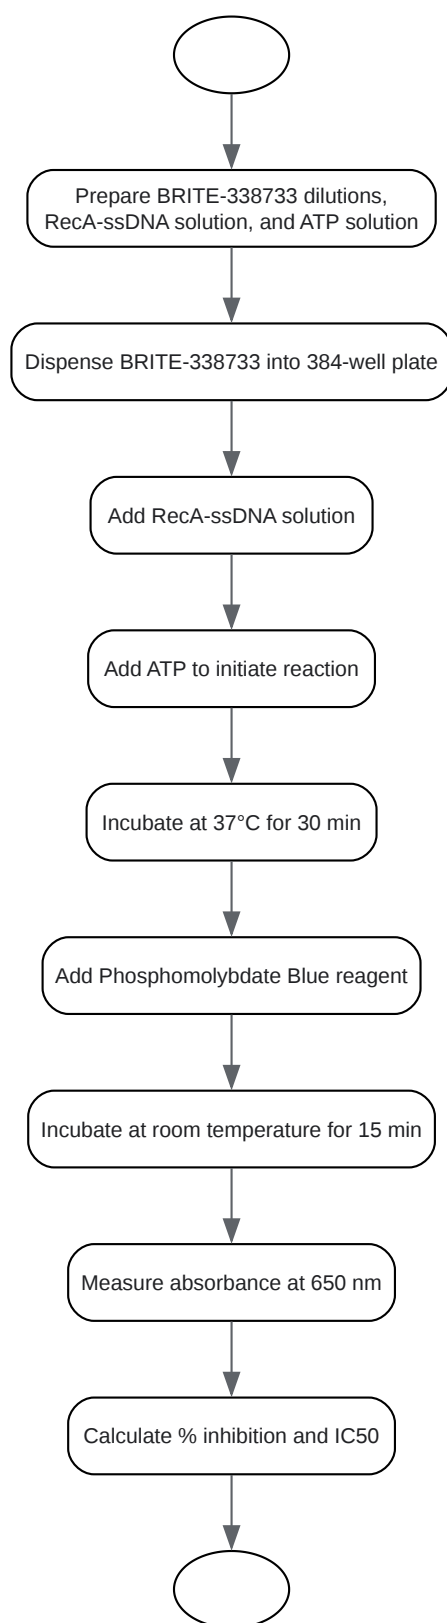 Prepare BRITE-338733 dilutions,
RecA-ssDNA solution, and ATP solution
Dispense BRITE-338733 into 384-well plate
Add RecA-ssDNA solution
Add ATP to initiate reaction
Incubate at 37°C for 30 min
Add Phosphomolybdate Blue reagent
Incubate at room temperature for 15 min
Measure absorbance at 650 nm
Calculate % inhibition and IC50